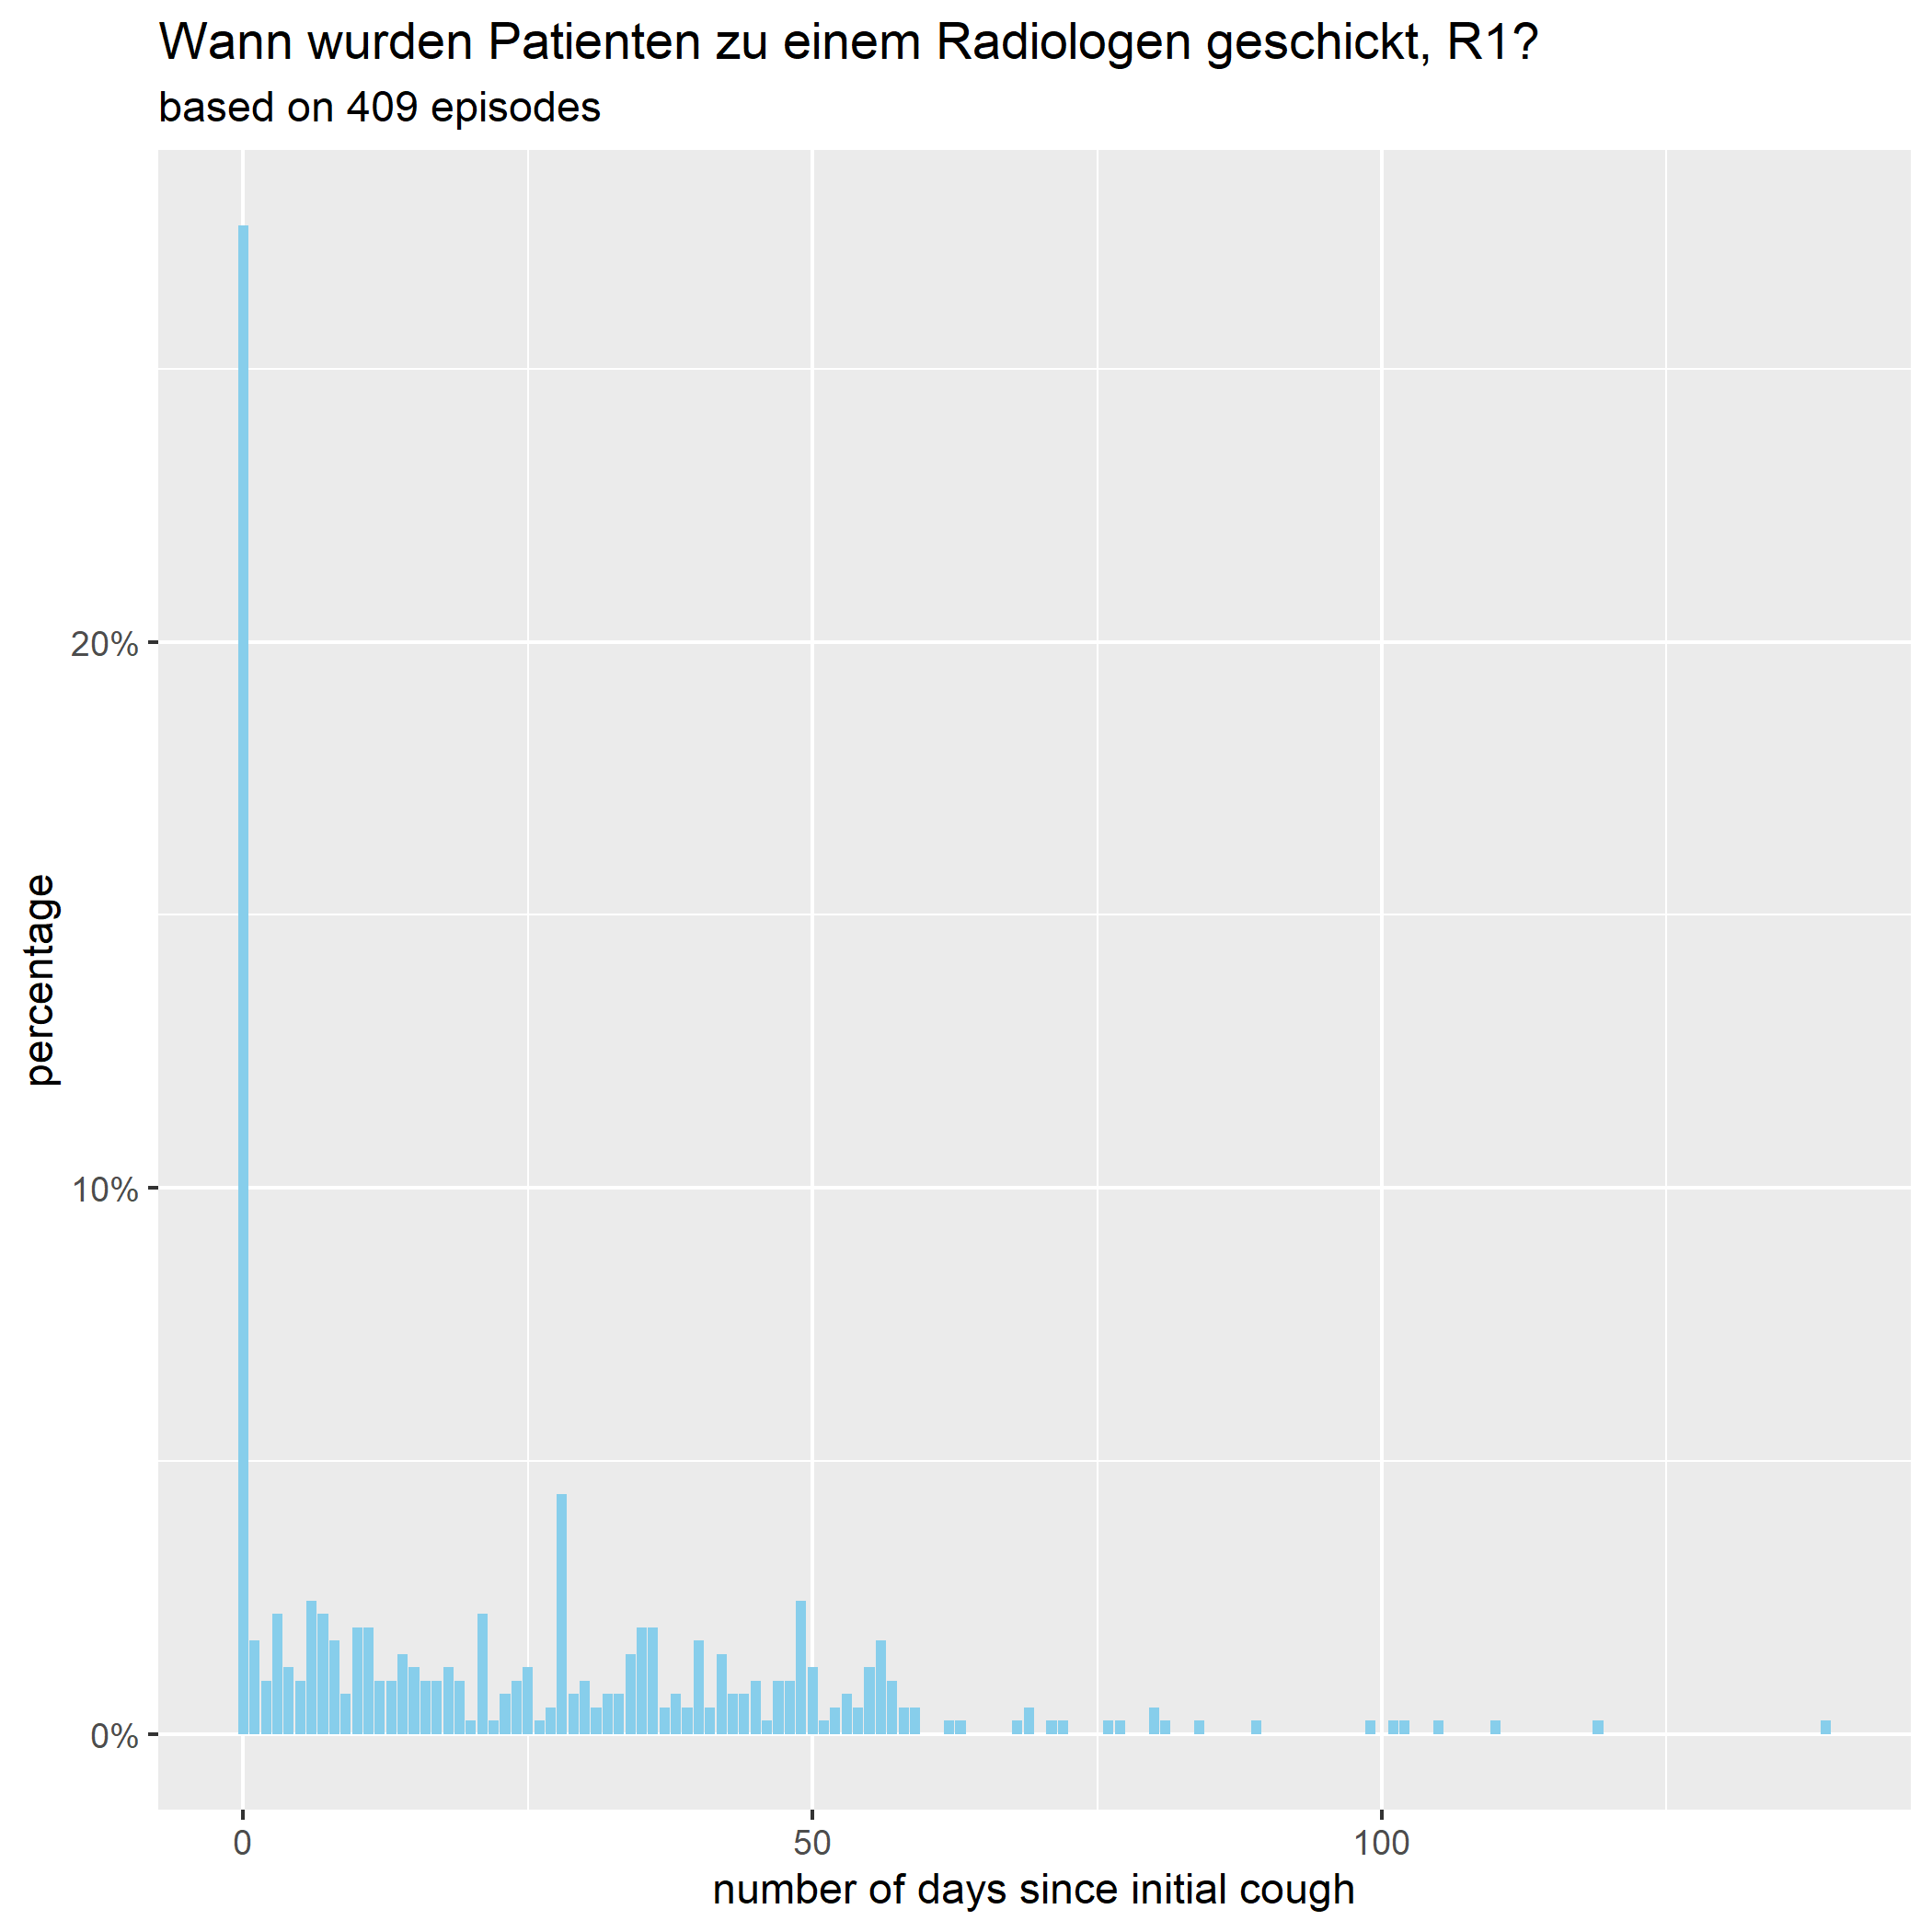 Wann wurden Patienten zu einem Radiologen geschickt, R1?
based on 409 episodes
percentage
20%
10%
0%
0
50
100
number of days since initial cough